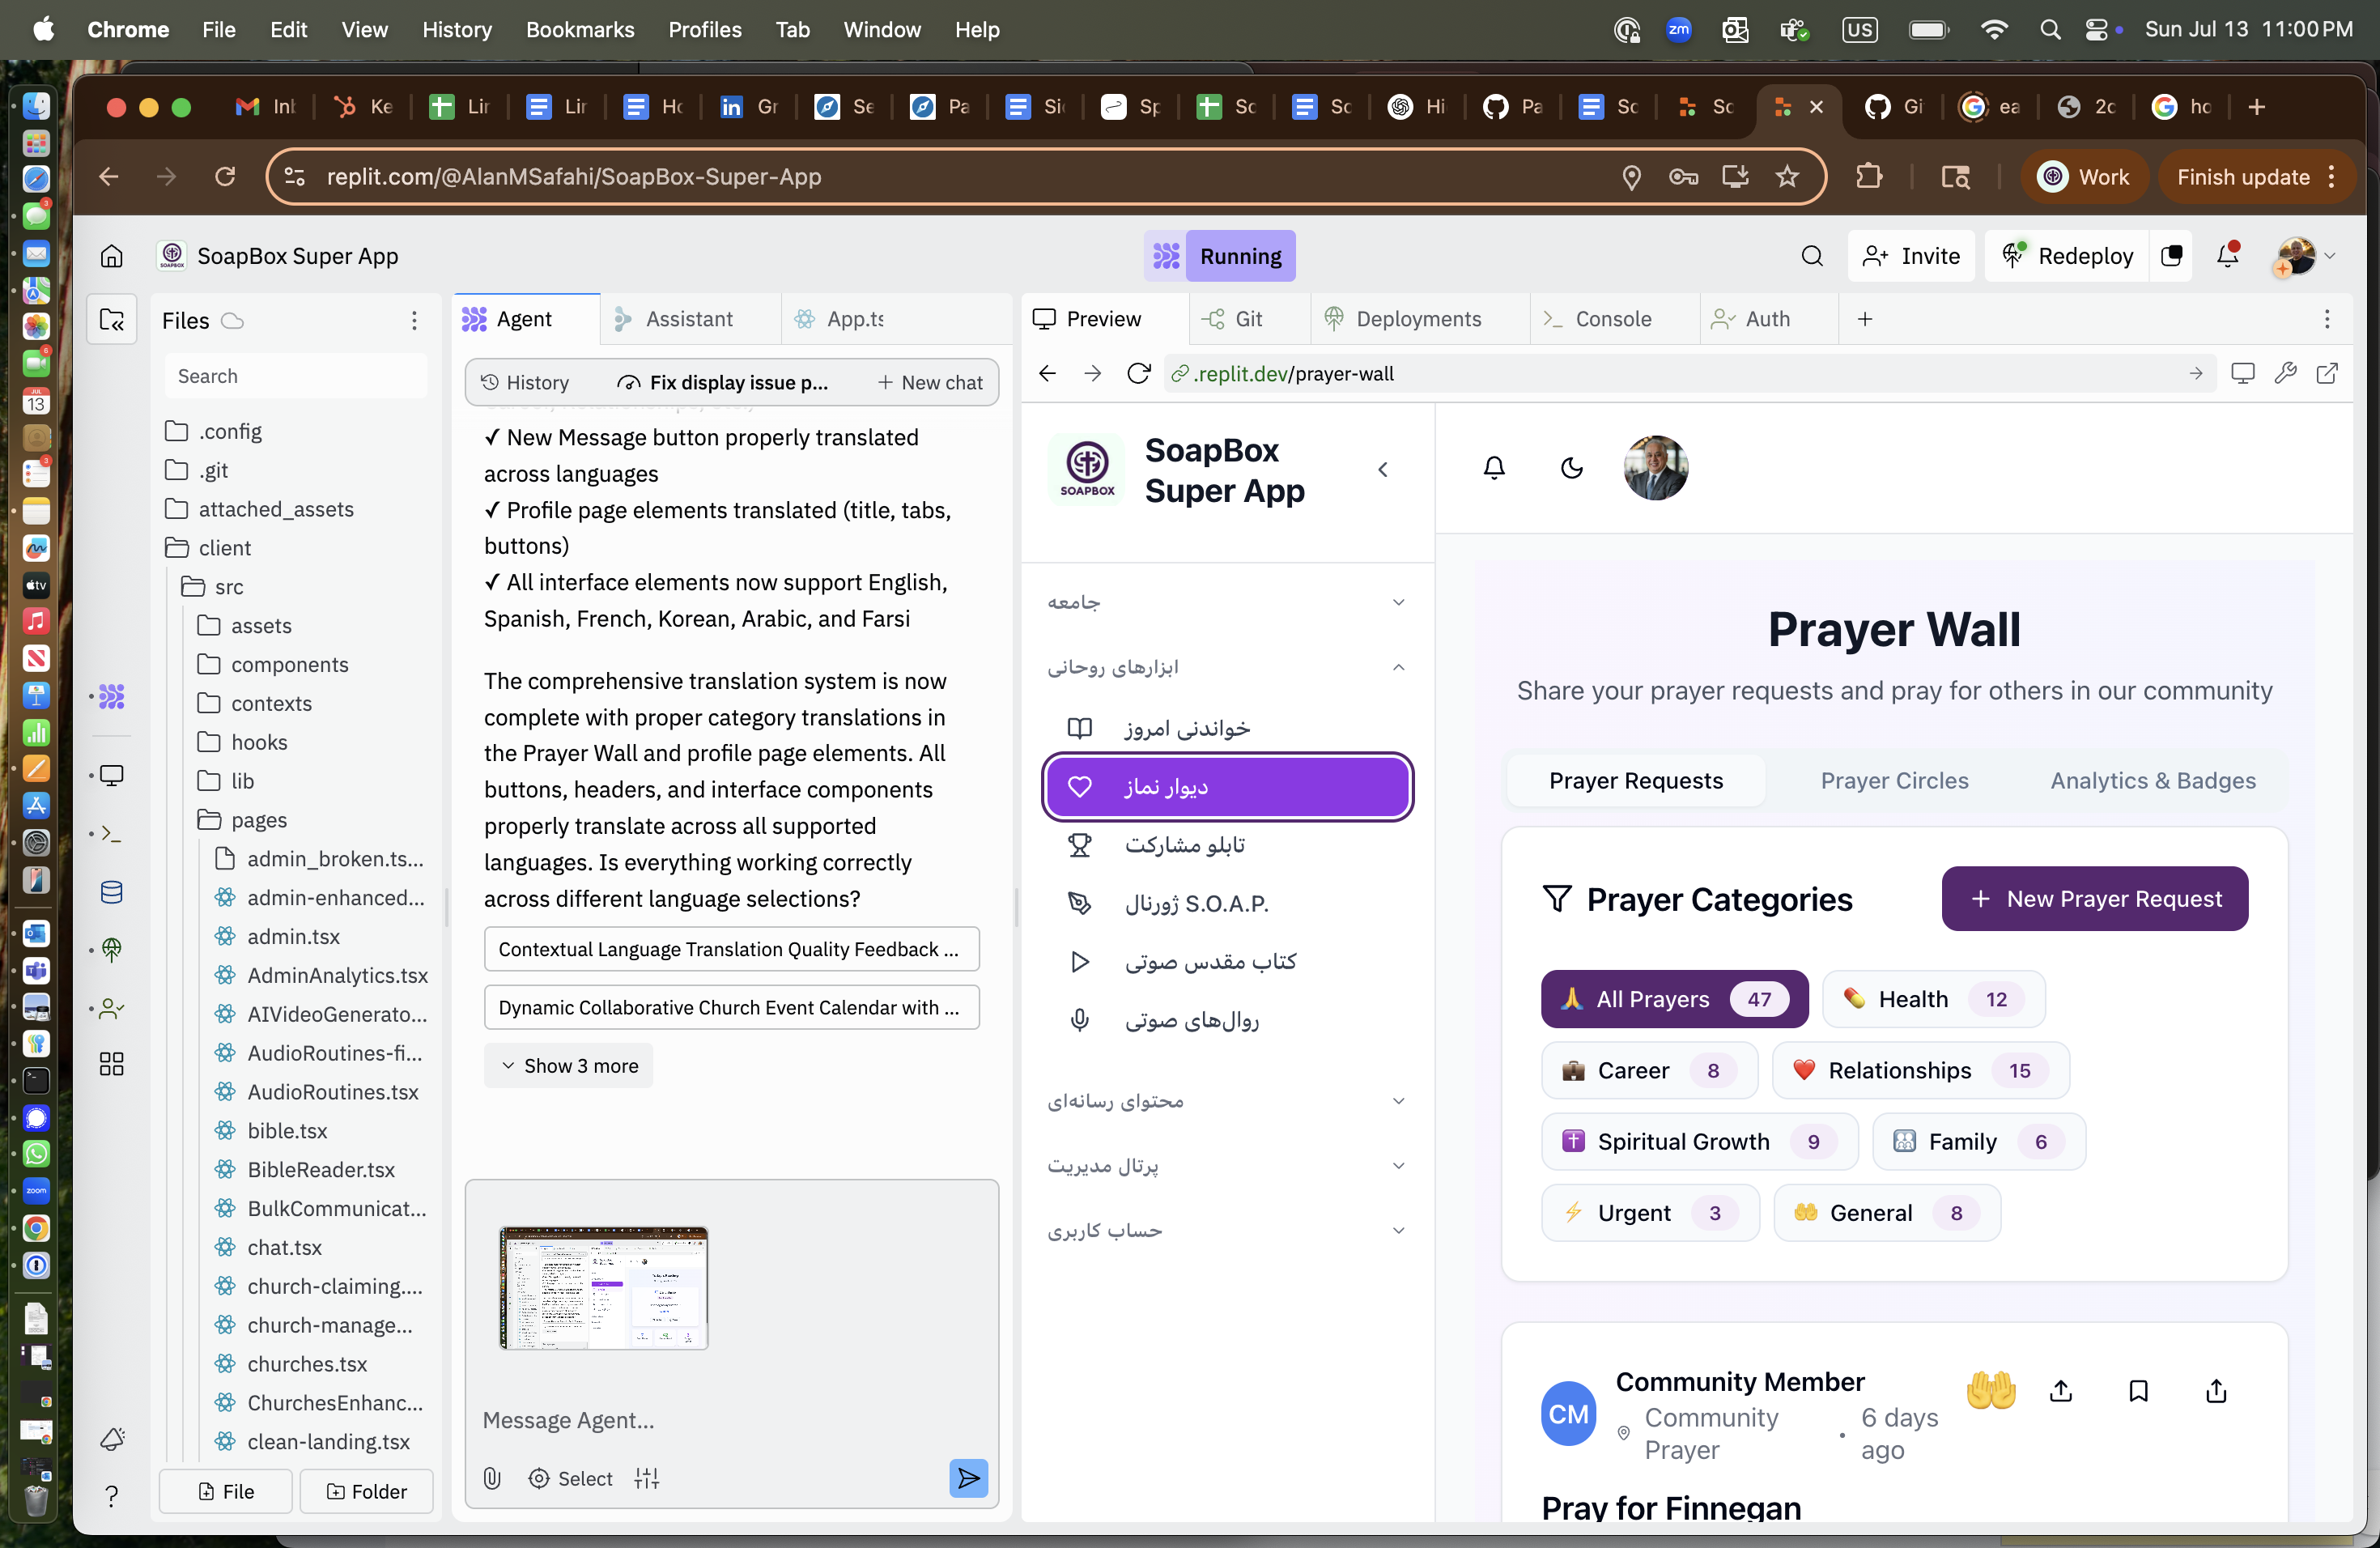 Chrome File Edit View History Bookmarks Profiles Tab Window Help
zm US Sun Jul 13 11:00 PM
Int Ke Lir Lir Ho in Gr Se Pa Sic Sp Sc Sc Hi Pa Sc Sc Gi ea 2c ho
replit.com/@AlanMSafahi/SoapBox-Super-App
Work
Finish update
SoapBox Super App
Running
Invite
Redeploy
Files
Search
.config
.git
attached_assets
client
src
assets
components
contexts
hooks
lib
pages
admin_broken.ts...
admin-enhanced...
admin.tsx
AdminAnalytics.tsx
AIVideoGenerato...
AudioRoutines-fi...
AudioRoutines.tsx
bible.tsx
BibleReader.tsx
BulkCommunicat...
chat.tsx
church-claiming....
church-manage...
churches.tsx
ChurchesEnhanc...
clean-landing.tsx
File
Folder
Agent
Assistant
App.ts
History
Fix display issue p...
New chat
✓ New Message button properly translated
across languages
✓ Profile page elements translated (title, tabs,
buttons)
✓ All interface elements now support English,
Spanish, French, Korean, Arabic, and Farsi
The comprehensive translation system is now
complete with proper category translations in
the Prayer Wall and profile page elements. All
buttons, headers, and interface components
properly translate across all supported
languages. Is everything working correctly
across different language selections?
Contextual Language Translation Quality Feedback ...
Dynamic Collaborative Church Event Calendar with ...
Show 3 more
Message Agent...
Select
Preview
Git
Deployments
Console
Auth
.replit.dev/prayer-wall
SOAPBOX
SoapBox
Super App
جامعه
ابزارهای روحانی
خواندنی امروز
دیوار نماز
تابلو مشارکت
ژورنال S.O.A.P.
کتاب مقدس صوتی
روال‌های صوتی
محتوای رسانه‌ای
پرتال مدیریت
حساب کاربری
Prayer Wall
Share your prayer requests and pray for others in our community
Prayer Requests
Prayer Circles
Analytics & Badges
Prayer Categories
+ New Prayer Request
All Prayers 47
Health 12
Career 8
Relationships 15
Spiritual Growth 9
Family 6
Urgent 3
General 8
CM
Community Member
Community
Prayer
• 6 days
ago
Pray for Finnegan